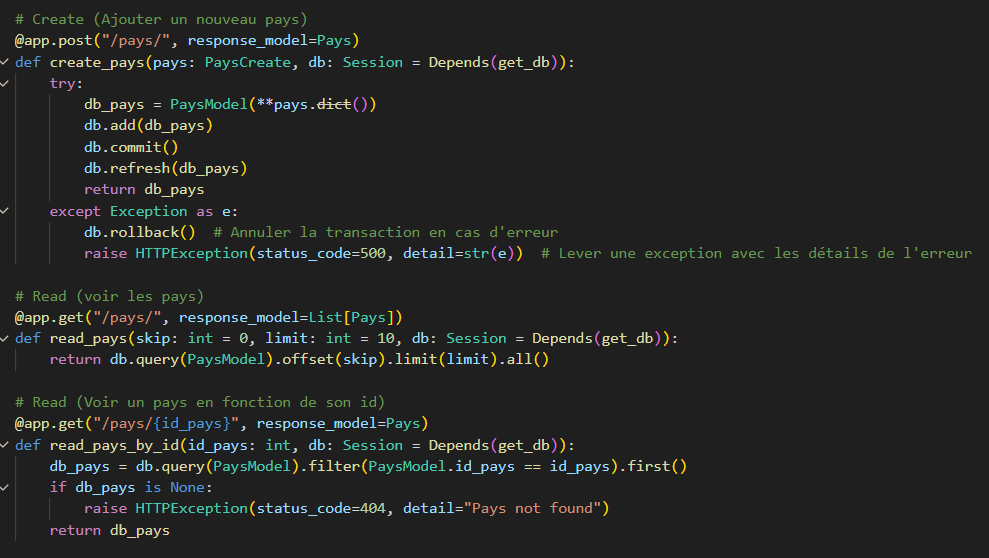 # Create (Ajouter un nouveau pays)
@app.post("/pays/", response_model=Pays)
def create_pays(pays: PaysCreate, db: Session = Depends(get_db)):
    try:
        db_pays = PaysModel(**pays.dict())
        db.add(db_pays)
        db.commit()
        db.refresh(db_pays)
        return db_pays
    except Exception as e:
        db.rollback()  # Annuler la transaction en cas d'erreur
        raise HTTPException(status_code=500, detail=str(e))  # Lever une exception avec les détails de l'erreur

# Read (voir les pays)
@app.get("/pays/", response_model=List[Pays])
def read_pays(skip: int = 0, limit: int = 10, db: Session = Depends(get_db)):
    return db.query(PaysModel).offset(skip).limit(limit).all()

# Read (Voir un pays en fonction de son id)
@app.get("/pays/{id_pays}", response_model=Pays)
def read_pays_by_id(id_pays: int, db: Session = Depends(get_db)):
    db_pays = db.query(PaysModel).filter(PaysModel.id_pays == id_pays).first()
    if db_pays is None:
        raise HTTPException(status_code=404, detail="Pays not found")
    return db_pays